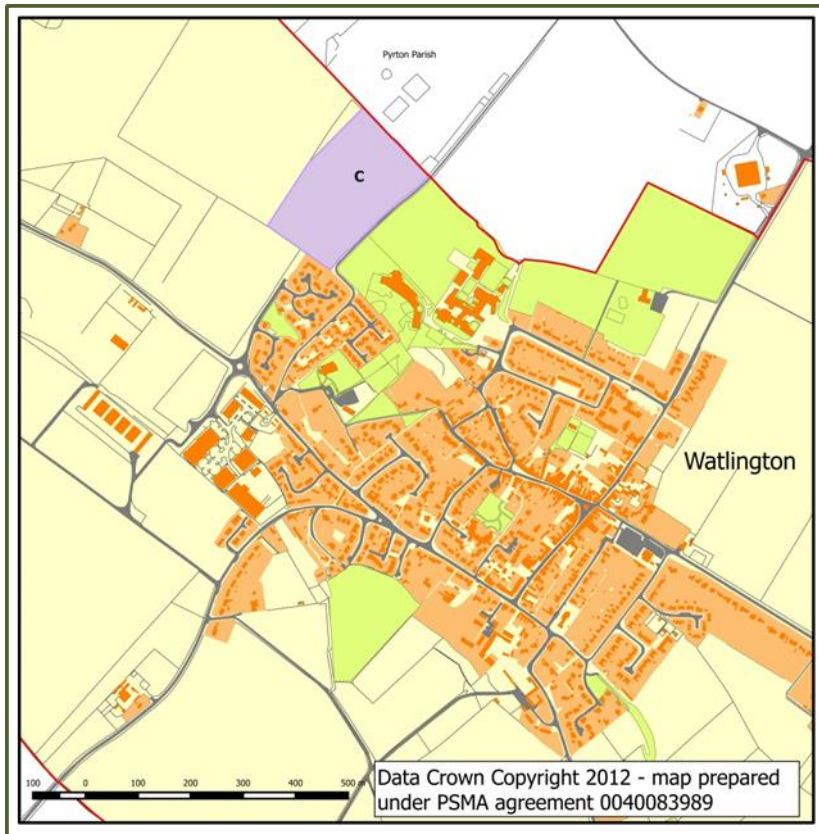 Pyrton Parish
C
Watlington
100 0 100 200 300 400 500 m
Data Crown Copyright 2012 - map prepared
under PSMA agreement 0040083989